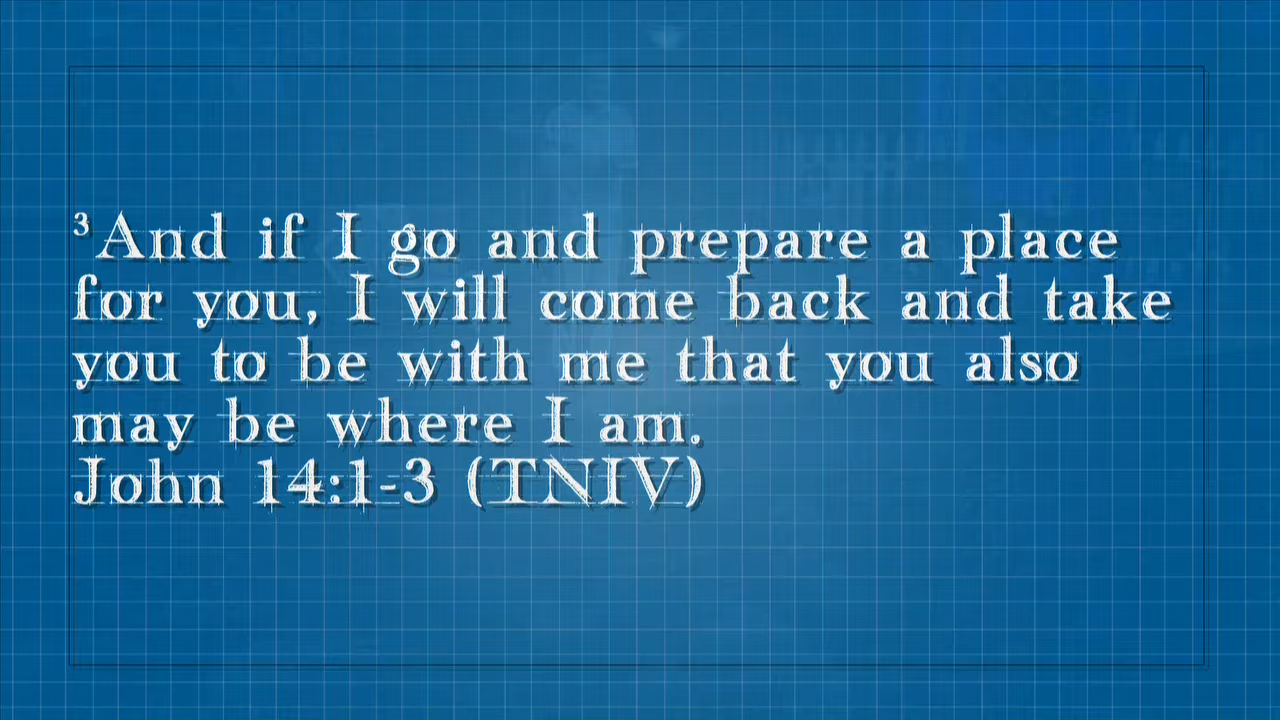 ³And if I go and prepare a place
for you, I will come back and take
you to be with me that you also
may be where I am.
John 14:1-3 (TNIV)